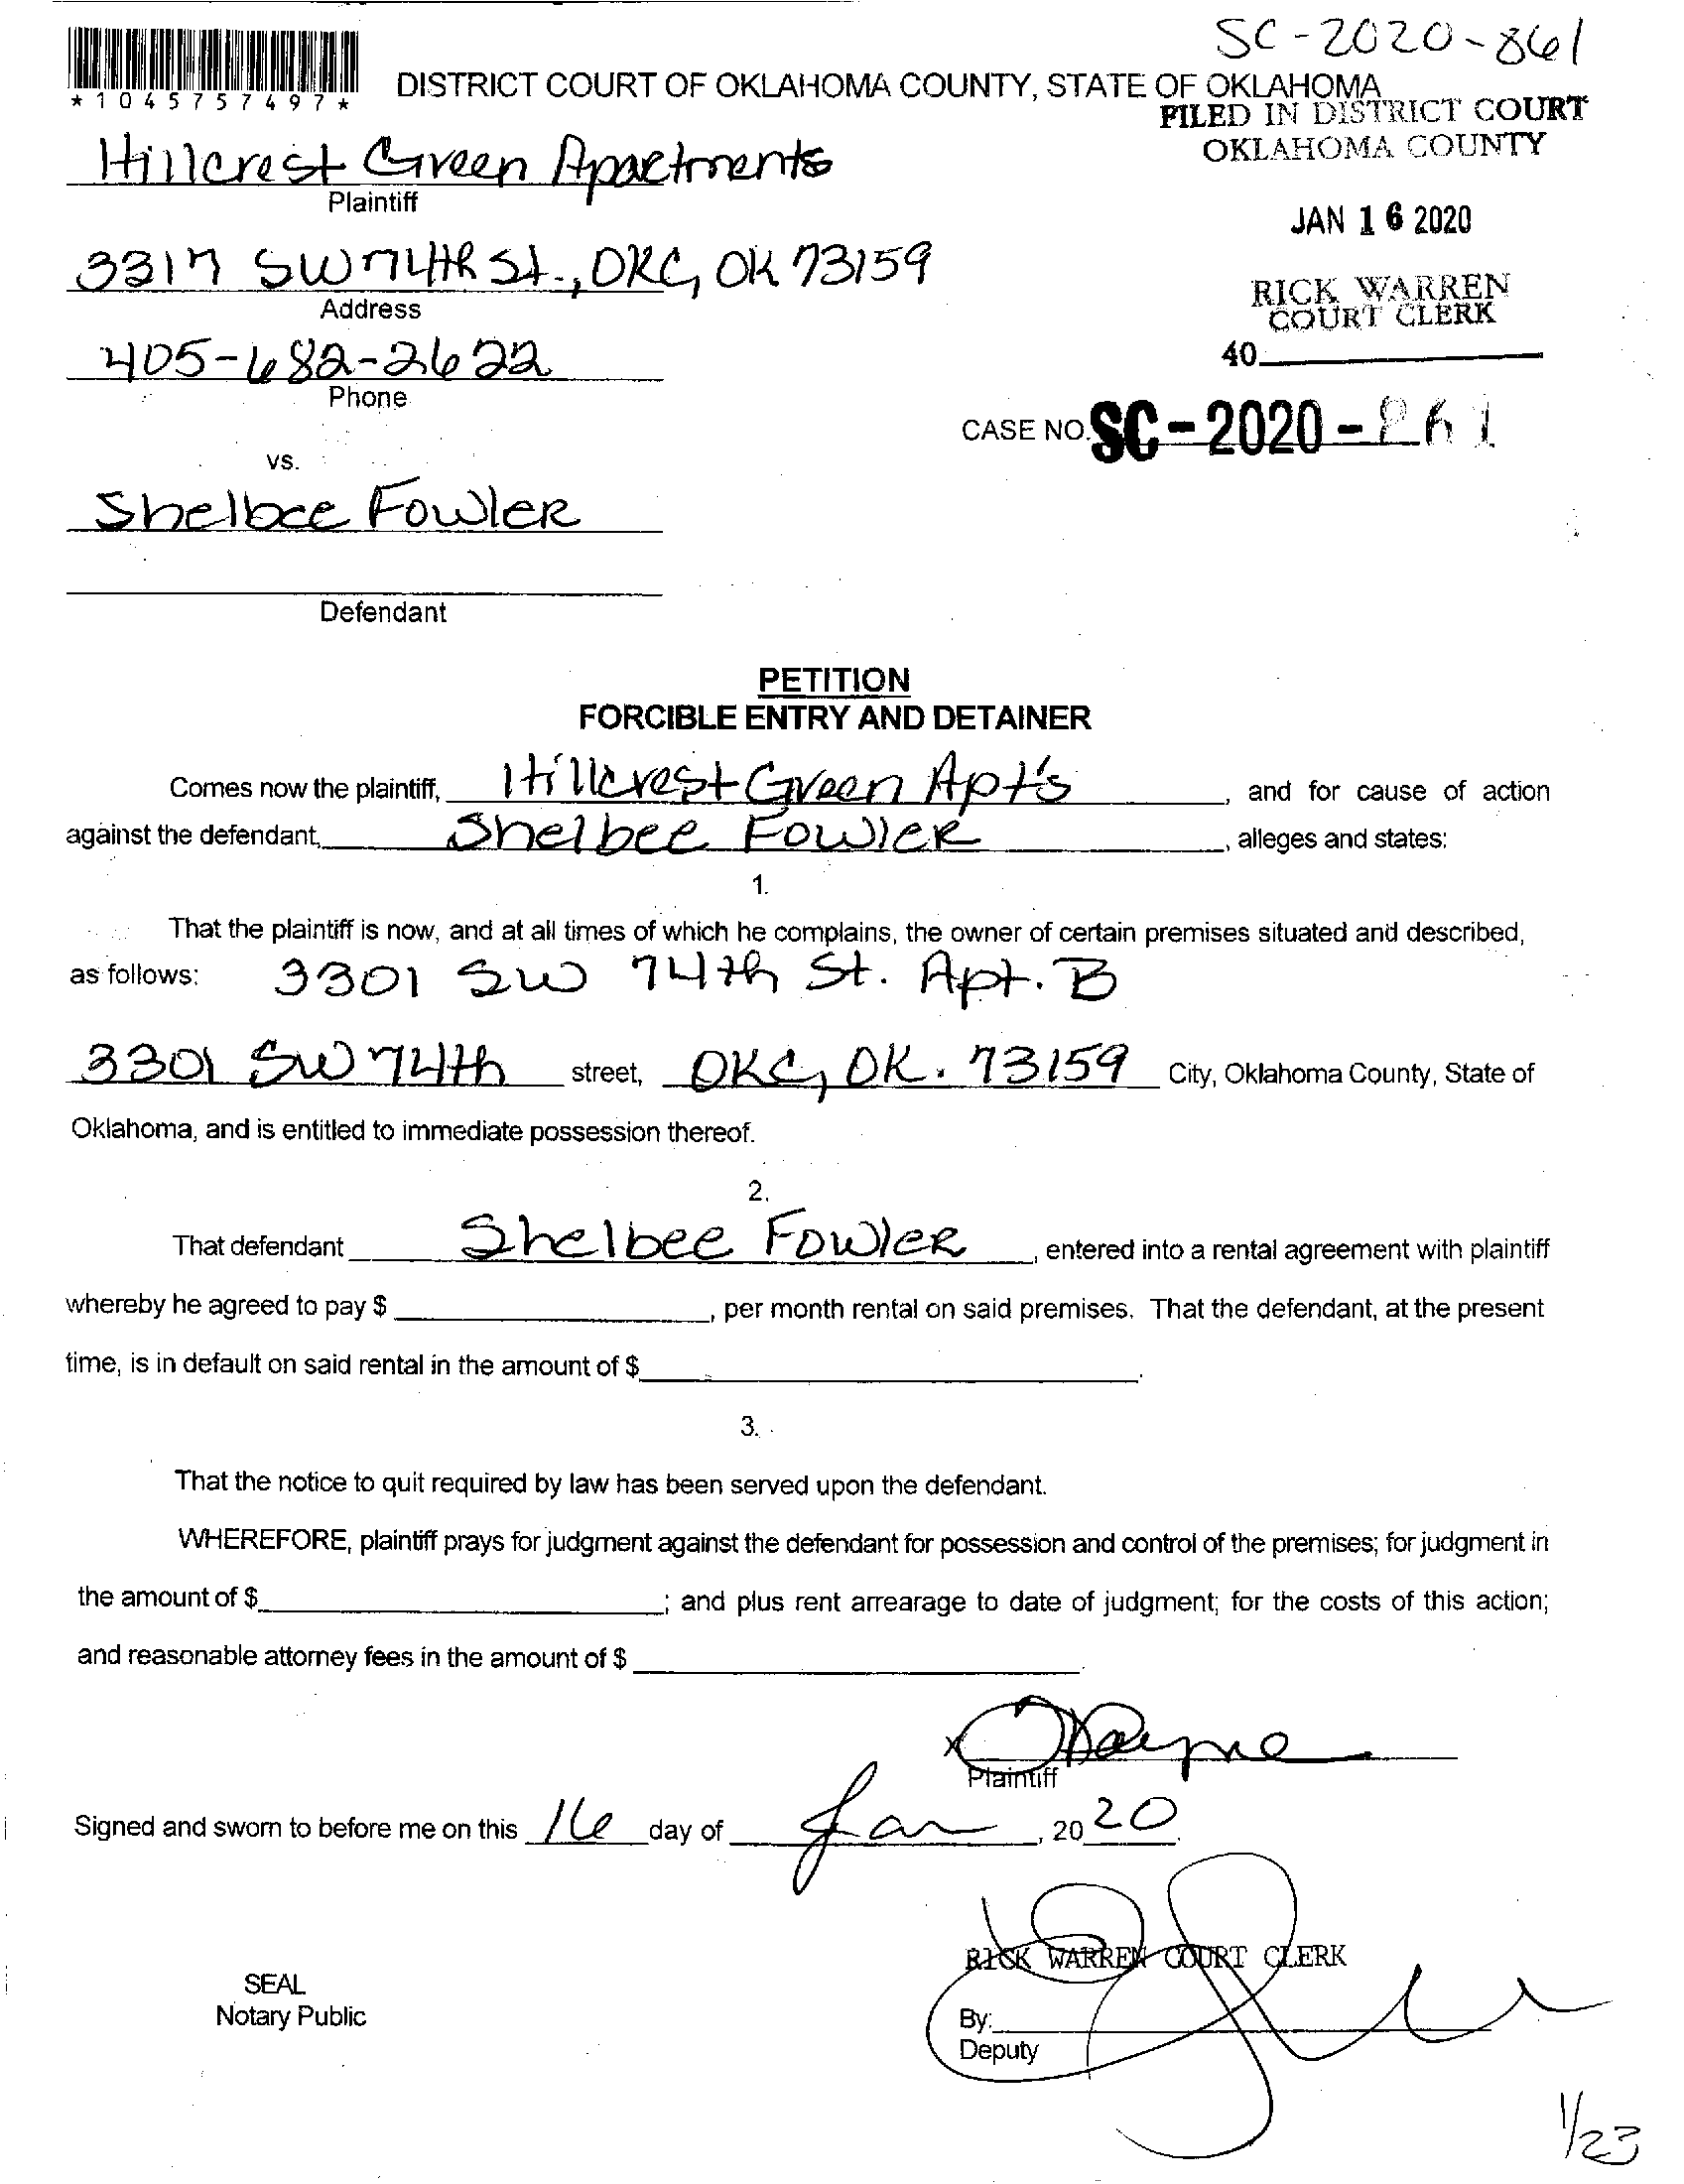 SC-2020-861
*1045757497*
DISTRICT COURT OF OKLAHOMA COUNTY, STATE OF OKLAHOMA
FILED IN DISTRICT COURT
OKLAHOMA COUNTY
Hillcrest Green Apartments
Plaintiff
JAN 16 2020
3317 SW 74th St., OKC, OK 73159
Address
RICK WARREN
COURT CLERK
405-682-2622
Phone
40
CASE NO. SC-2020-861
vs.
Shelbee Fowler
Defendant
PETITION
FORCIBLE ENTRY AND DETAINER
Comes now the plaintiff, Hillcrest Green Apt's, and for cause of action
against the defendant, Shelbee Fowler, alleges and states:
1.
That the plaintiff is now, and at all times of which he complains, the owner of certain premises situated and described,
as follows: 3301 SW 74th St. Apt. B
3301 SW 74th street, OKC, OK. 73159 City, Oklahoma County, State of
Oklahoma, and is entitled to immediate possession thereof.
2.
That defendant Shelbee Fowler, entered into a rental agreement with plaintiff
whereby he agreed to pay $, per month rental on said premises. That the defendant, at the present
time, is in default on said rental in the amount of $.
3.
That the notice to quit required by law has been served upon the defendant.
WHEREFORE, plaintiff prays for judgment against the defendant for possession and control of the premises; for judgment in
the amount of $; and plus rent arrearage to date of judgment; for the costs of this action;
and reasonable attorney fees in the amount of $.
x
Plaintiff
Signed and sworn to before me on this 16 day of Jan, 2020.
RICK WARREN COURT CLERK
SEAL
Notary Public
By:
Deputy
1/23